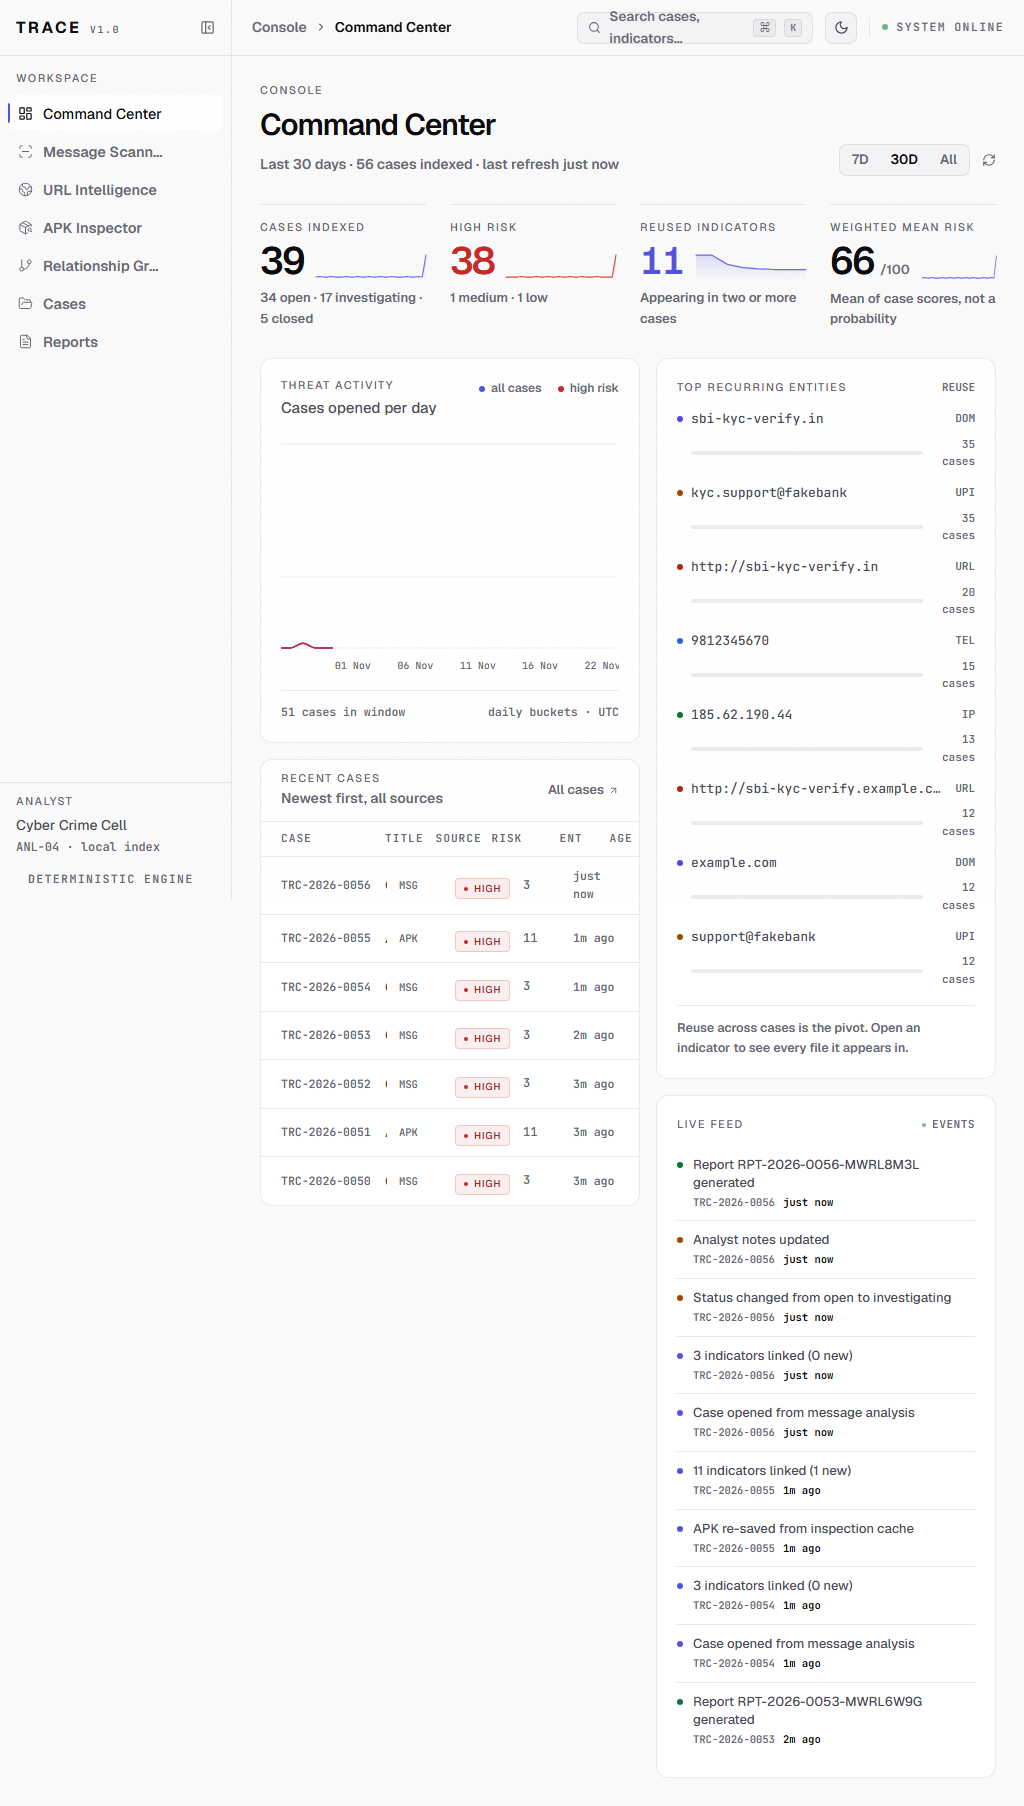 TRACE V1.0
Console > Command Center
Search cases, indicators…
⌘ K
SYSTEM ONLINE
WORKSPACE
Command Center
Message Scann…
URL Intelligence
APK Inspector
Relationship Gr…
Cases
Reports
ANALYST
Cyber Crime Cell
ANL-04 · local index
DETERMINISTIC ENGINE
CONSOLE
Command Center
Last 30 days · 56 cases indexed · last refresh just now
7D 30D All
CASES INDEXED
39
34 open · 17 investigating ·
5 closed
HIGH RISK
38
1 medium · 1 low
REUSED INDICATORS
11
Appearing in two or more
cases
WEIGHTED MEAN RISK
66 /100
Mean of case scores, not a
probability
THREAT ACTIVITY
Cases opened per day
all cases high risk
01 Nov 06 Nov 11 Nov 16 Nov 22 Nov
51 cases in window daily buckets · UTC
RECENT CASES
Newest first, all sources
All cases
CASE TITLE SOURCE RISK ENT AGE
TRC-2026-0056 MSG HIGH 3 just now
TRC-2026-0055 APK HIGH 11 1m ago
TRC-2026-0054 MSG HIGH 3 1m ago
TRC-2026-0053 MSG HIGH 3 2m ago
TRC-2026-0052 MSG HIGH 3 3m ago
TRC-2026-0051 APK HIGH 11 3m ago
TRC-2026-0050 MSG HIGH 3 3m ago
TOP RECURRING ENTITIES REUSE
sbi-kyc-verify.in DOM
35 cases
kyc.support@fakebank UPI
35 cases
http://sbi-kyc-verify.in URL
20 cases
9812345670 TEL
15 cases
185.62.190.44 IP
13 cases
http://sbi-kyc-verify.example.c… URL
12 cases
example.com DOM
12 cases
support@fakebank UPI
12 cases
Reuse across cases is the pivot. Open an
indicator to see every file it appears in.
LIVE FEED EVENTS
Report RPT-2026-0056-MWRL8M3L
generated
TRC-2026-0056 just now
Analyst notes updated
TRC-2026-0056 just now
Status changed from open to investigating
TRC-2026-0056 just now
3 indicators linked (0 new)
TRC-2026-0056 just now
Case opened from message analysis
TRC-2026-0056 just now
11 indicators linked (1 new)
TRC-2026-0055 1m ago
APK re-saved from inspection cache
TRC-2026-0055 1m ago
3 indicators linked (0 new)
TRC-2026-0054 1m ago
Case opened from message analysis
TRC-2026-0054 1m ago
Report RPT-2026-0053-MWRL6W9G
generated
TRC-2026-0053 2m ago